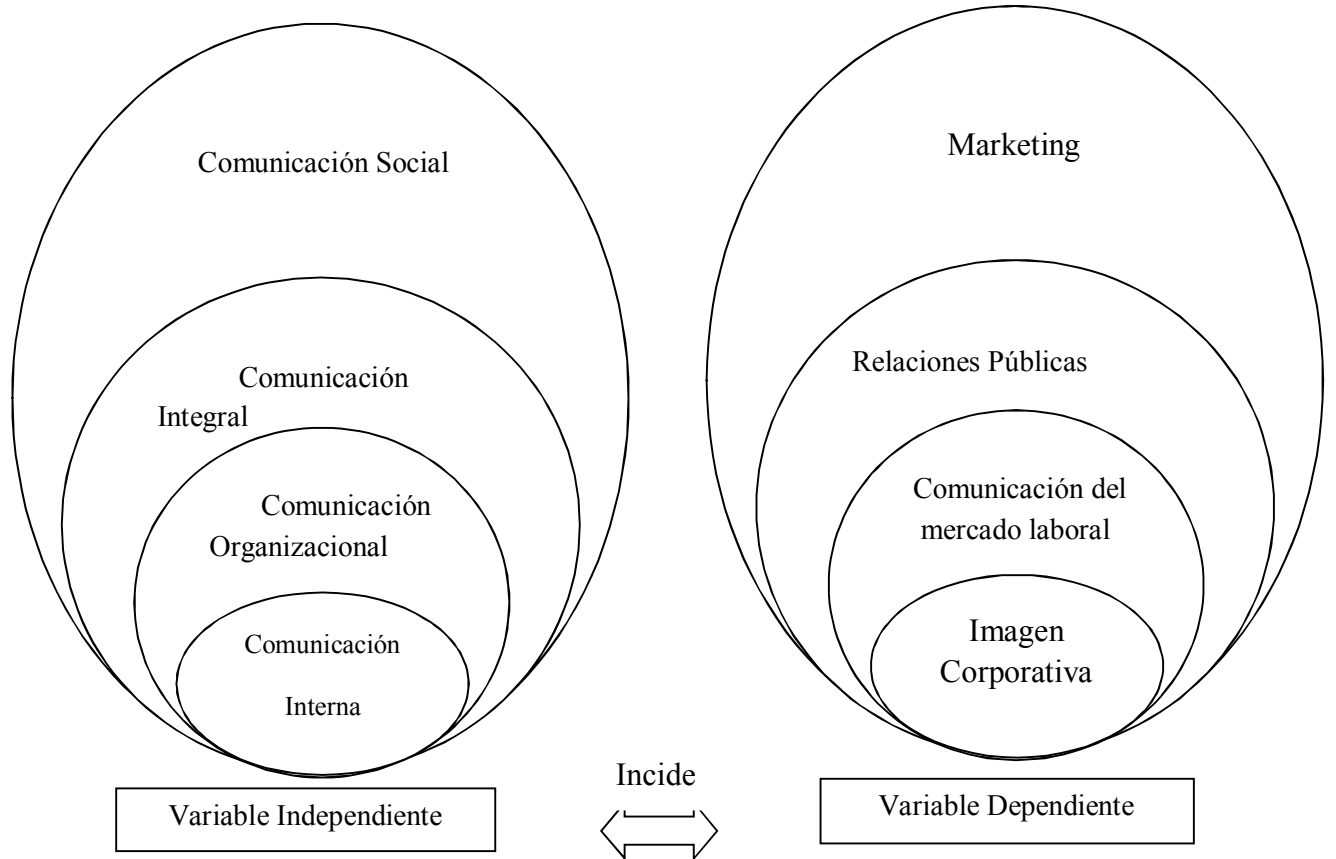 Comunicación Social
Comunicación
Integral
Comunicación
Organizacional
Comunicación
Interna
Variable Independiente
Incide
Marketing
Relaciones Públicas
Comunicación del
mercado laboral
Imagen
Corporativa
Variable Dependiente